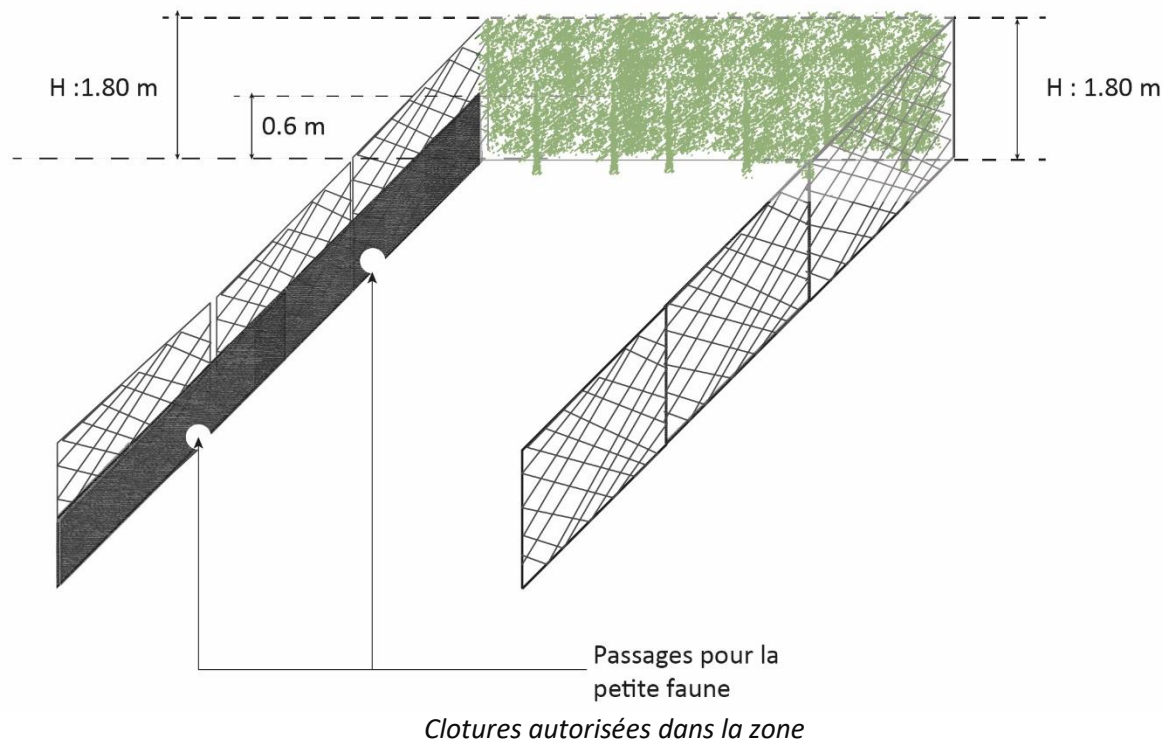 H :1.80 m
0.6 m
H : 1.80 m
Passages pour la
petite faune
Clotures autorisées dans la zone